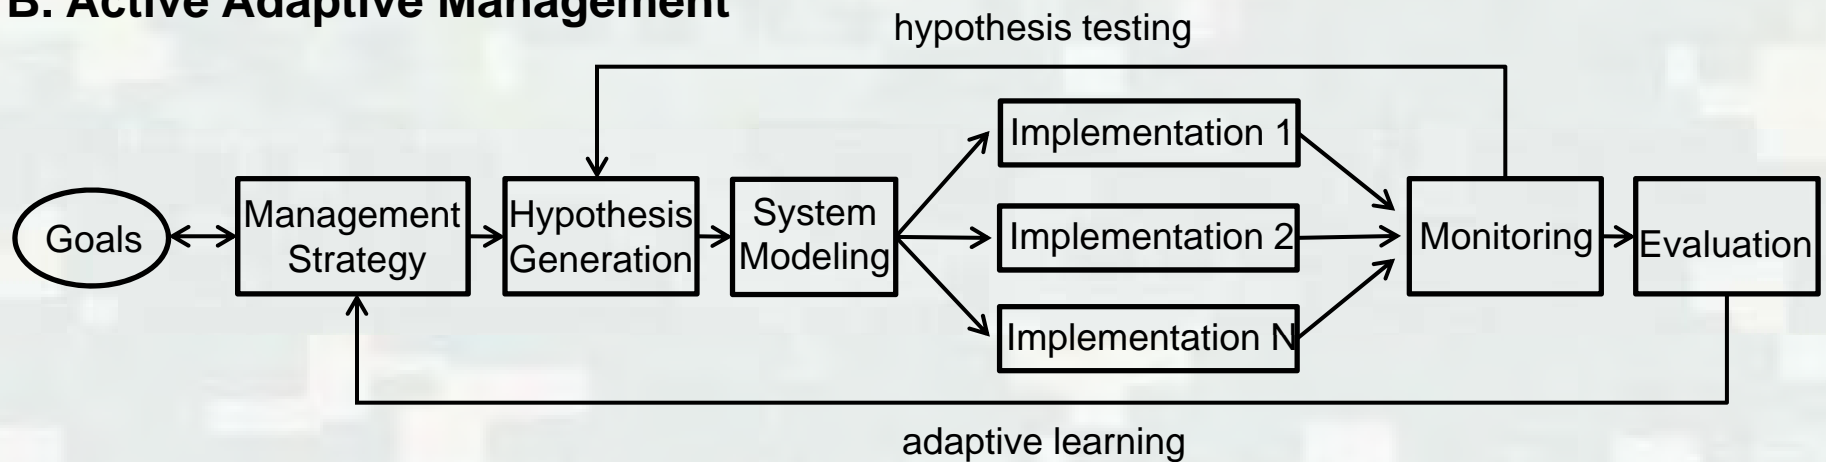 B. Active Adaptive Management
hypothesis testing
Goals
Management
Strategy
Hypothesis
Generation
System
Modeling
Implementation 1
Implementation 2
Implementation N
Monitoring
Evaluation
adaptive learning